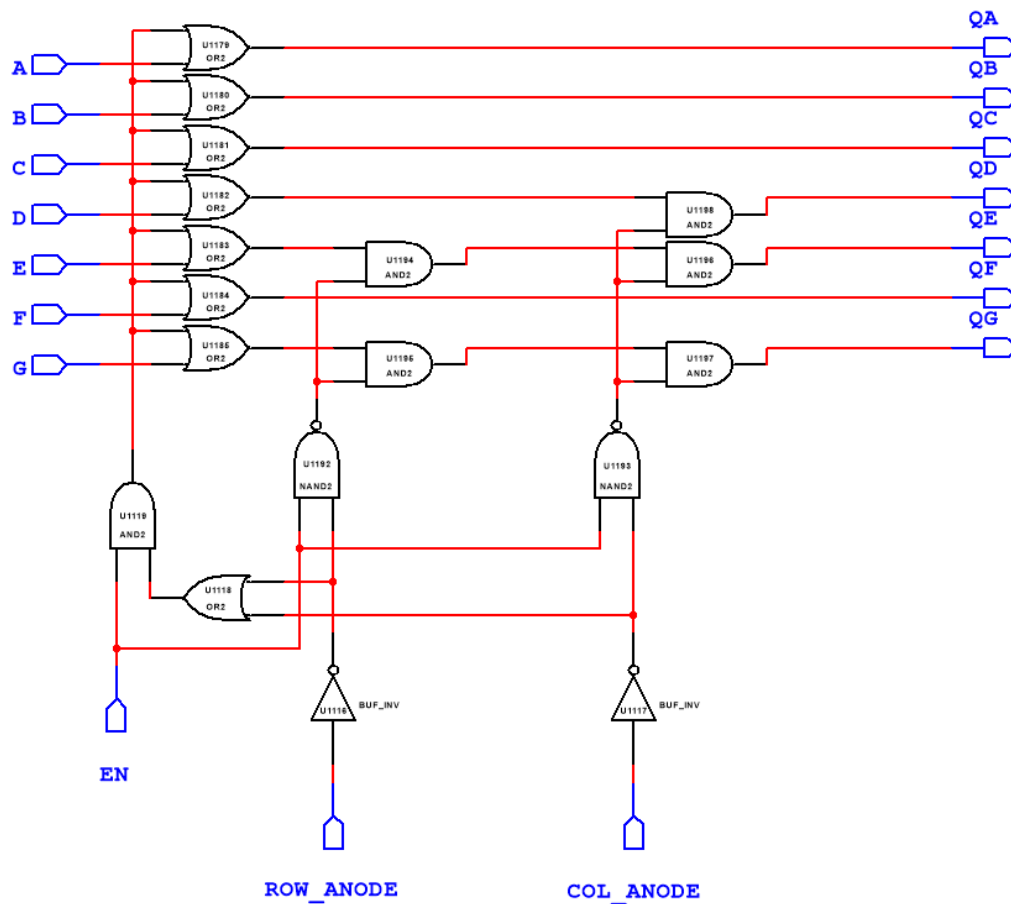 QA
U1179
OR2
A
QB
U1180
OR2
B
QC
U1181
OR2
C
QD
U1182
OR2
D
U1198
AND2
QE
U1183
OR2
E
U1194
AND2
U1196
AND2
QF
U1184
OR2
F
QG
U1185
OR2
G
U1195
AND2
U1197
AND2
U1192
NAND2
U1193
NAND2
U1119
AND2
U1118
OR2
U1116
BUF_INV
U1117
BUF_INV
EN
ROW_ANODE
COL_ANODE